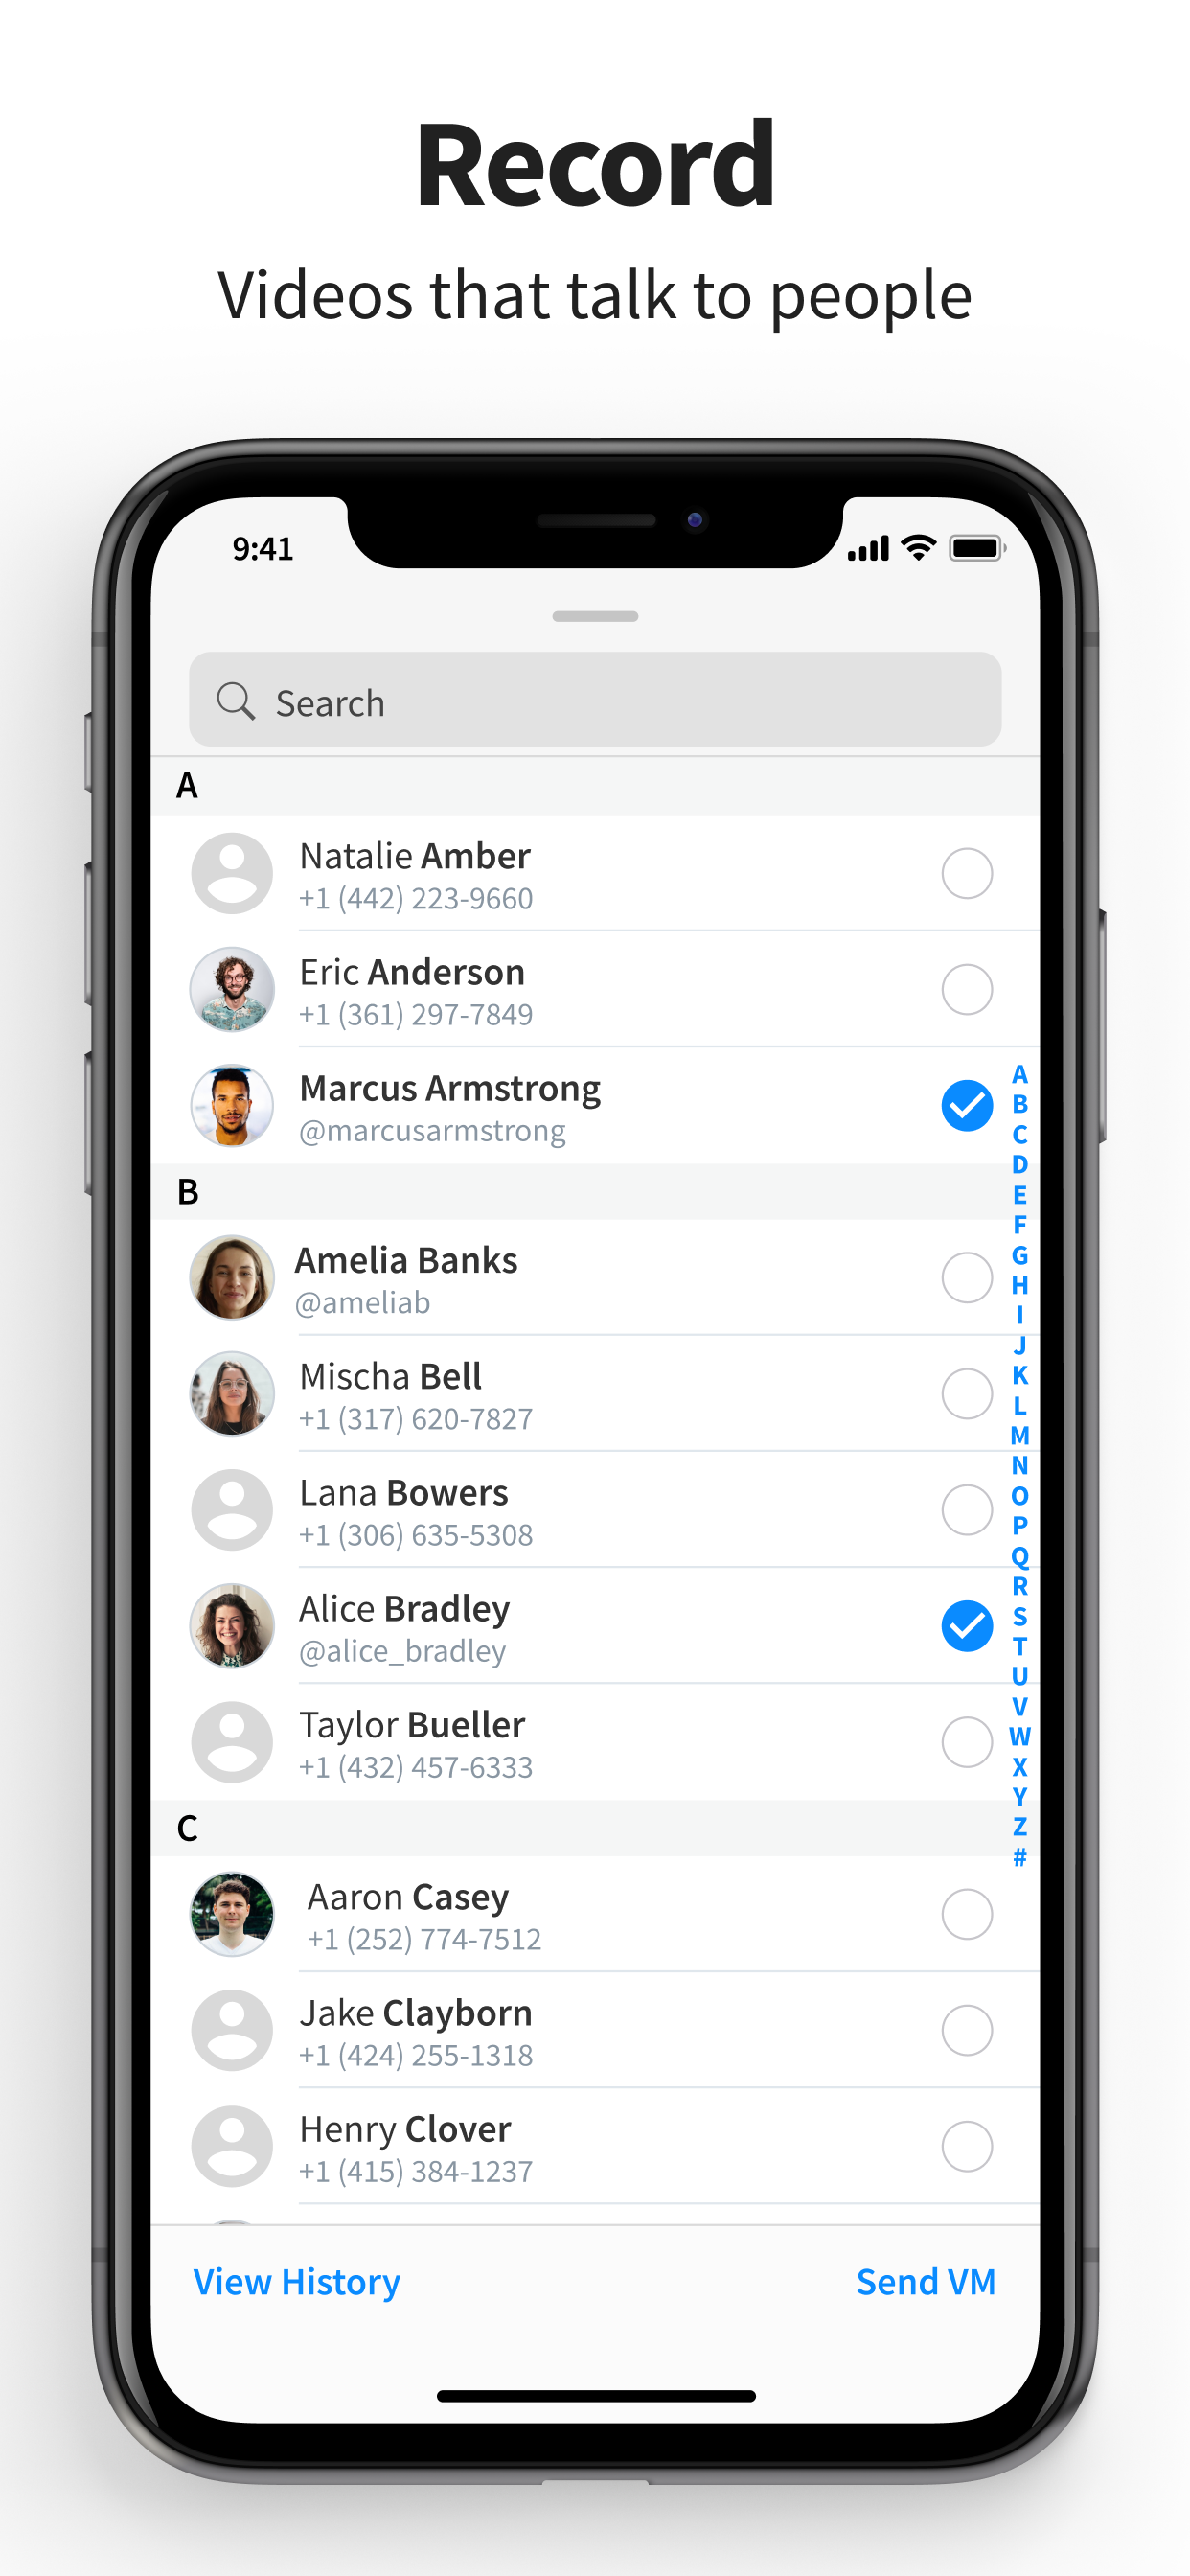 Record
Videos that talk to people
9:41
Search
A
Natalie Amber
+1 (442) 223-9660
Eric Anderson
+1 (361) 297-7849
Marcus Armstrong
@marcusarmstrong
B
Amelia Banks
@ameliab
Mischa Bell
+1 (317) 620-7827
Lana Bowers
+1 (306) 635-5308
Alice Bradley
@alice_bradley
Taylor Bueller
+1 (432) 457-6333
C
Aaron Casey
+1 (252) 774-7512
Jake Clayborn
+1 (424) 255-1318
Henry Clover
+1 (415) 384-1237
A
B
C
D
E
F
G
H
I
J
K
L
M
N
O
P
Q
R
S
T
U
V
W
X
Y
Z
#
View History
Send VM